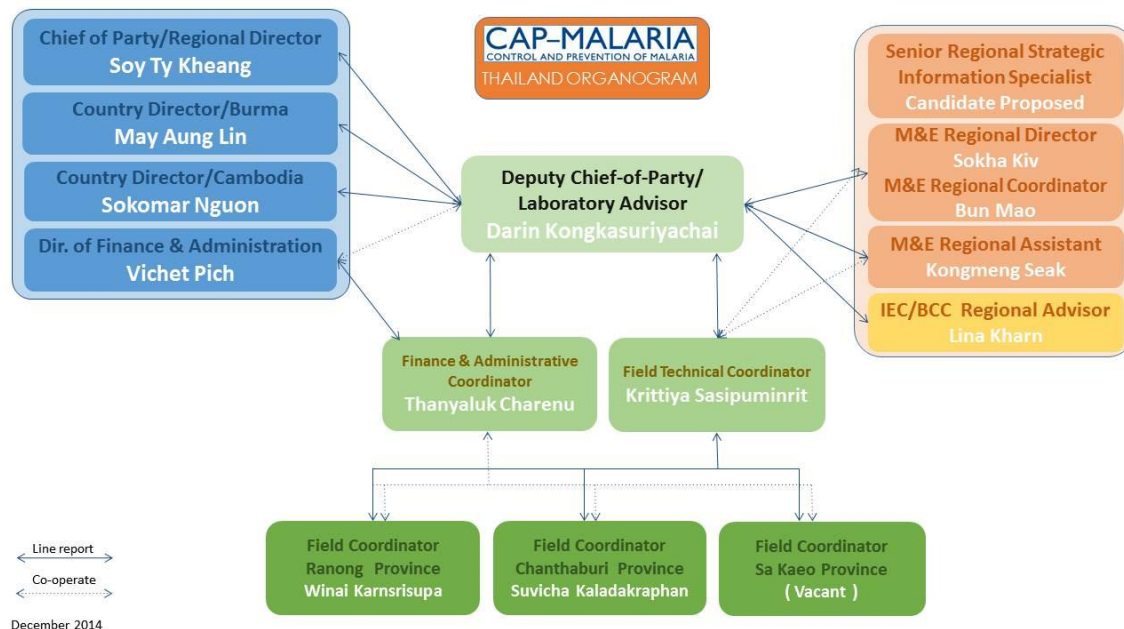 Chief of Party/Regional Director
Soy Ty Kheang
Country Director/Burma
May Aung Lin
Country Director/Cambodia
Sokomar Nguon
Dir. of Finance & Administration
Vichet Pich
CAP–MALARIA
CONTROL AND PREVENTION OF MALARIA
THAILAND ORGANOGRAM
Senior Regional Strategic
Information Specialist
Candidate Proposed
M&E Regional Director
Sokha Kiv
M&E Regional Coordinator
Bun Mao
M&E Regional Assistant
Kongmeng Seak
IEC/BCC Regional Advisor
Lina Kharn
Deputy Chief-of-Party/
Laboratory Advisor
Darin Kongkasuriyachai
Finance & Administrative
Coordinator
Thanyaluk Charenu
Field Technical Coordinator
Krittiya Sasipuminrit
Field Coordinator
Ranong Province
Winai Karnsrisupa
Field Coordinator
Chanthaburi Province
Suvicha Kaladakraphan
Field Coordinator
Sa Kaeo Province
( Vacant )
Line report
Co-operate
December 2014